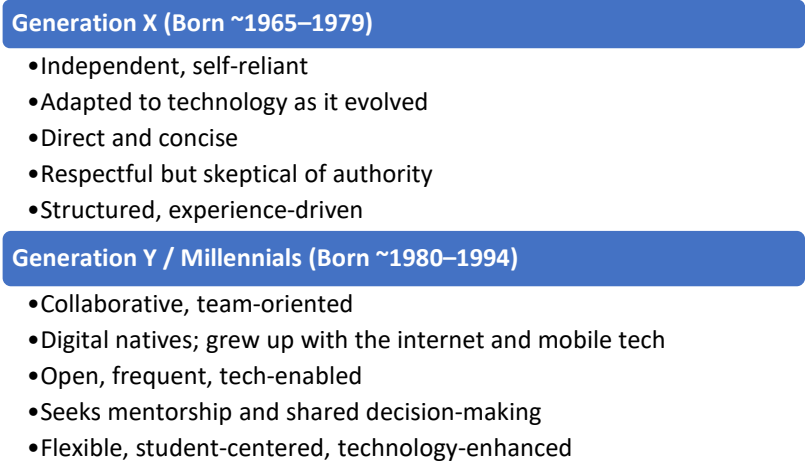 Generation X (Born ~1965–1979)
•Independent, self-reliant
•Adapted to technology as it evolved
•Direct and concise
•Respectful but skeptical of authority
•Structured, experience-driven
Generation Y / Millennials (Born ~1980–1994)
•Collaborative, team-oriented
•Digital natives; grew up with the internet and mobile tech
•Open, frequent, tech-enabled
•Seeks mentorship and shared decision-making
•Flexible, student-centered, technology-enhanced